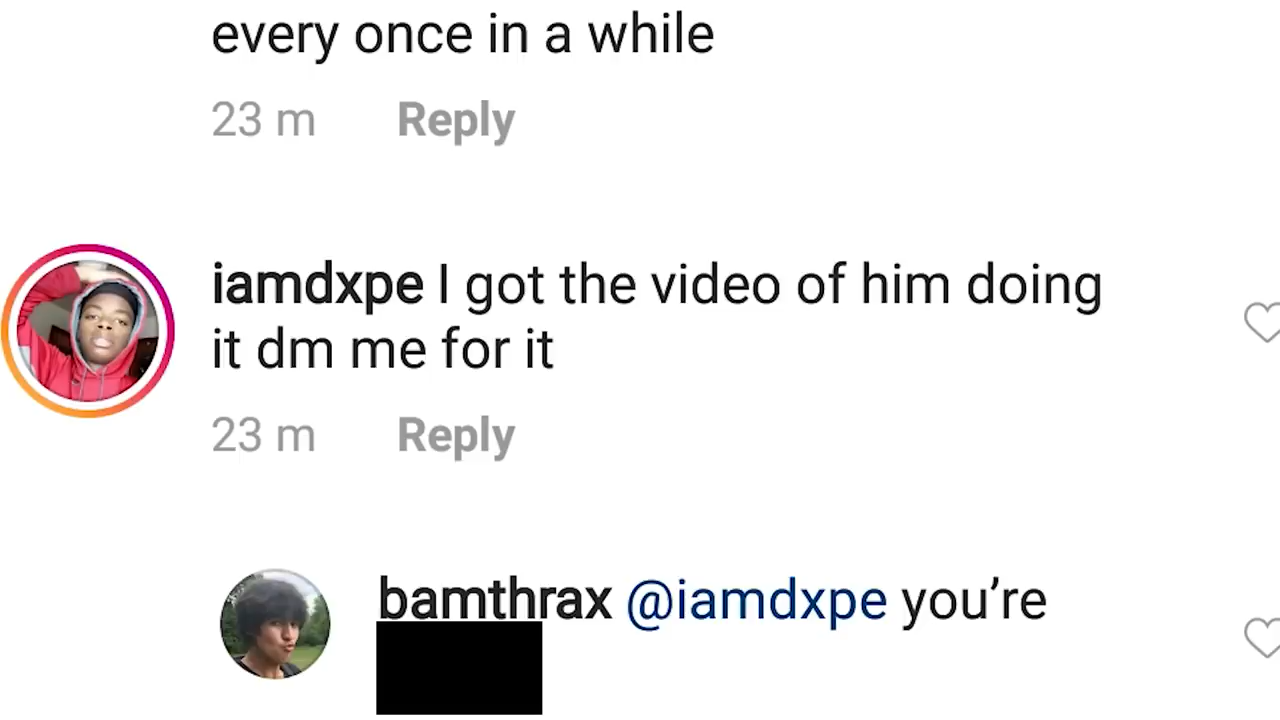 every once in a while
23 m Reply
iamdxpe I got the video of him doing
it dm me for it
23 m Reply
bamthrax @iamdxpe you’re